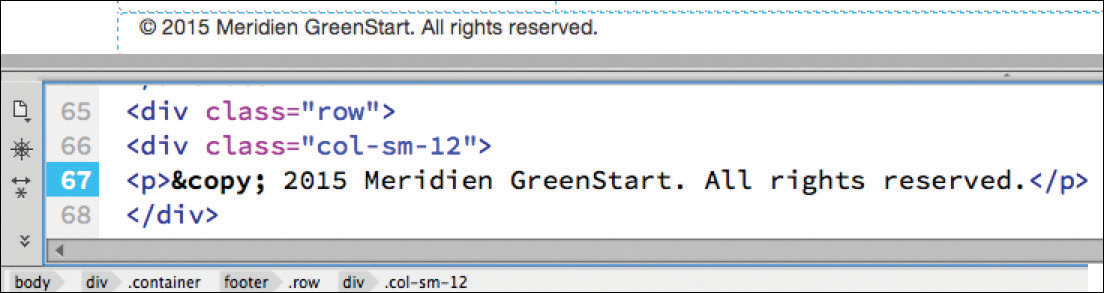 © 2015 Meridien GreenStart. All rights reserved.
65 <div class="row">
66 <div class="col-sm-12">
67 <p>&copy; 2015 Meridien GreenStart. All rights reserved.</p>
68 </div>
body div .container footer .row div .col-sm-12